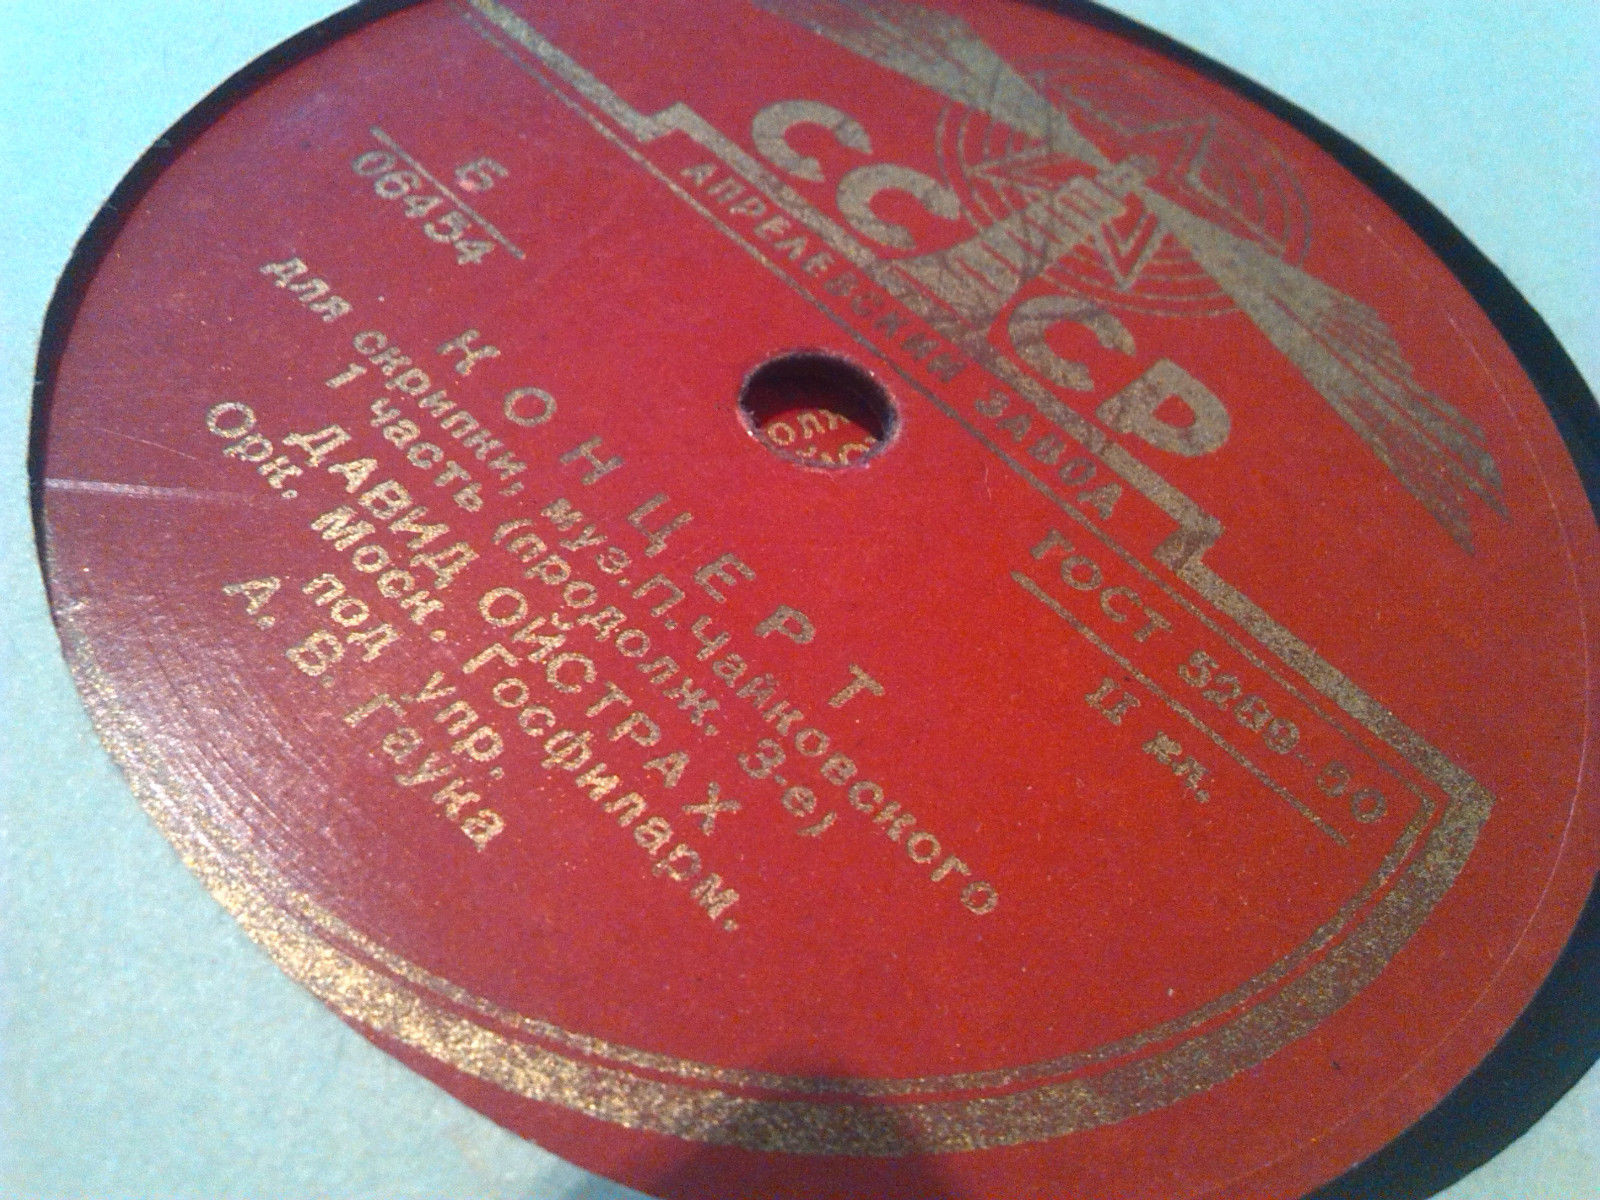 СССР
АПРЕЛЕВСКИЙ ЗАВОД
ГОСТ 5289-50
II кл.
Б
06454
КОНЦЕРТ
для скрипки, муз. П. Чайковского
1 часть (продолж. 3-е)
ДАВИД ОЙСТРАХ
Орк. Моск. Госфиларм.
под упр.
А. В. Гаука